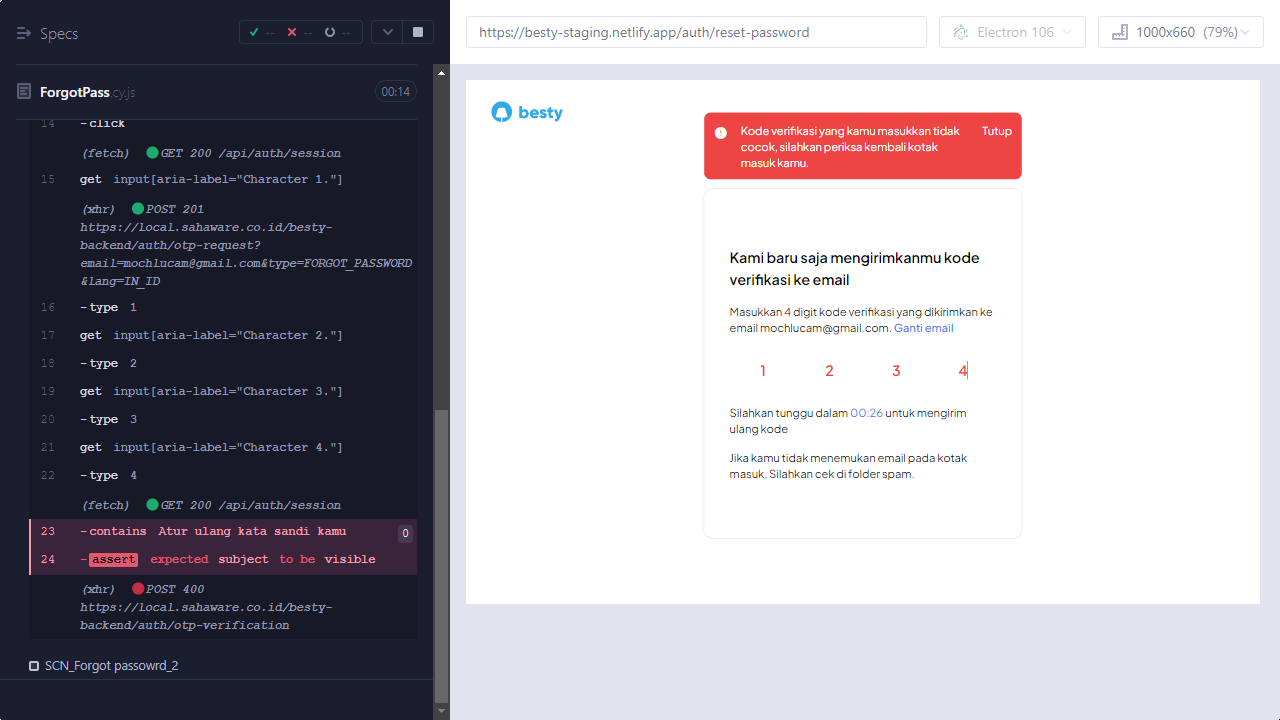 Specs
-- -- --
ForgotPass.cy.js
00:14
14 -click
(fetch) GET 200 /api/auth/session
15 get input[aria-label="Character 1."]
(xhr) POST 201
https://local.sahaware.co.id/besty-
backend/auth/otp-request?
email=mochlucam@gmail.com&type=FORGOT_PASSWORD
&lang=IN_ID
16 -type 1
17 get input[aria-label="Character 2."]
18 -type 2
19 get input[aria-label="Character 3."]
20 -type 3
21 get input[aria-label="Character 4."]
22 -type 4
(fetch) GET 200 /api/auth/session
23 -contains Atur ulang kata sandi kamu 0
24 -assert expected subject to be visible
(xhr) POST 400
https://local.sahaware.co.id/besty-
backend/auth/otp-verification
SCN_Forgot passowrd_2
https://besty-staging.netlify.app/auth/reset-password
Electron 106
1000x660 (79%)
besty
Kode verifikasi yang kamu masukkan tidak
cocok, silahkan periksa kembali kotak
masuk kamu.
Tutup
Kami baru saja mengirimkanmu kode
verifikasi ke email
Masukkan 4 digit kode verifikasi yang dikirimkan ke
email mochlucam@gmail.com. Ganti email
1 2 3 4
Silahkan tunggu dalam 00:26 untuk mengirim
ulang kode
Jika kamu tidak menemukan email pada kotak
masuk, Silahkan cek di folder spam.